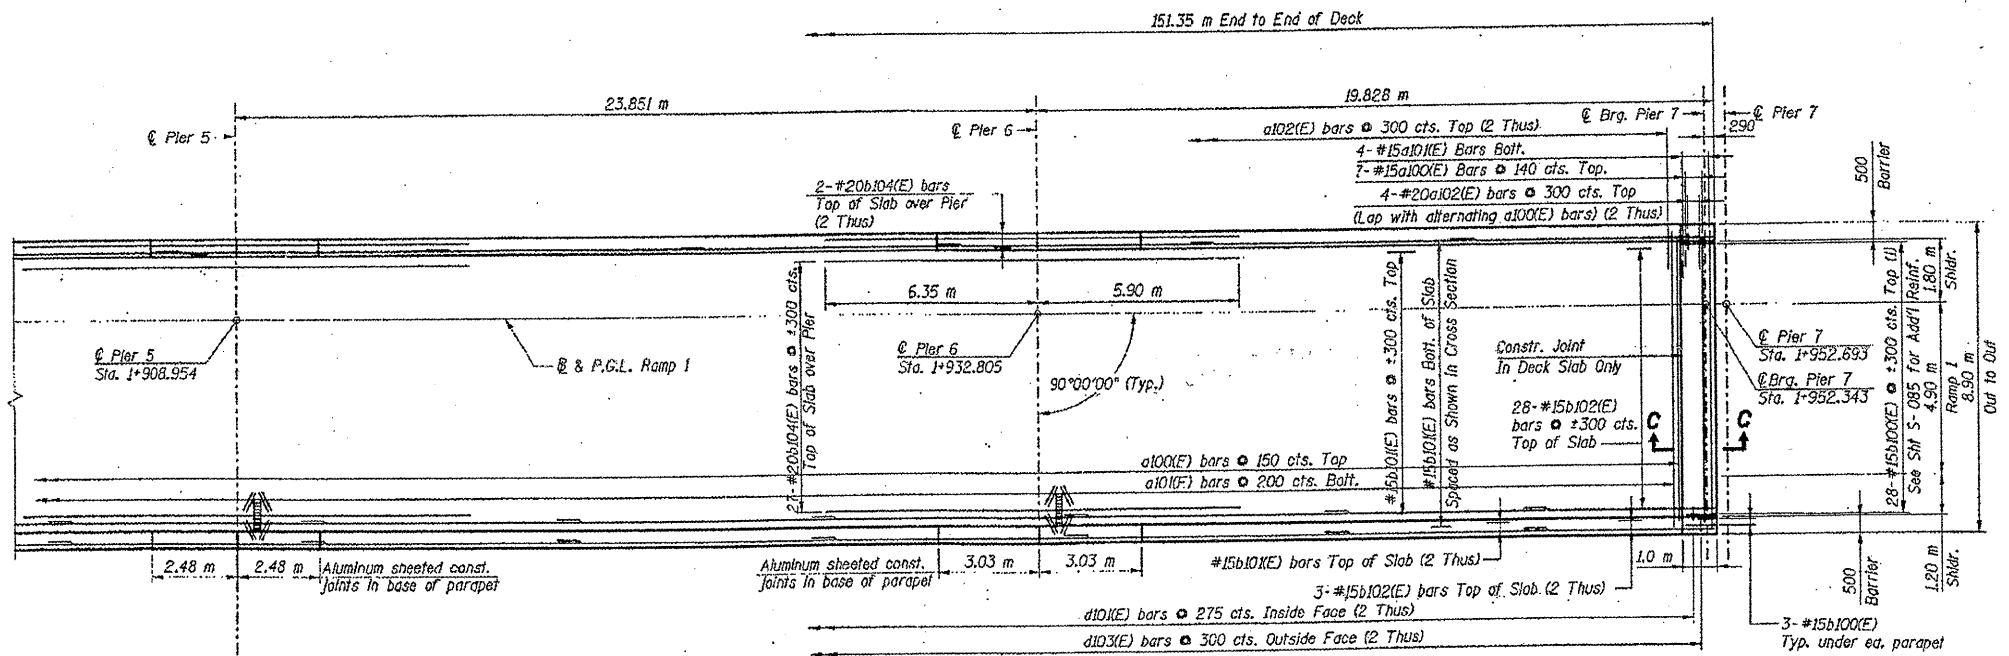 151.35 m End to End of Deck
23.851 m
19.828 m
℄ Pier 5
℄ Pier 6
℄ Brg. Pier 7
℄ Pier 7
290
a102(E) bars @ 300 cts. Top (2 Thus)
4-#15a101(E) Bars Bott.
7-#15a100(E) Bars @ 140 cts. Top.
4-#20a102(E) bars @ 300 cts. Top
(Lap with alternating a100(E) bars) (2 Thus)
500
Barrier
2-#20b104(E) bars
Top of Slab over Pier
(2 Thus)
6.35 m
5.90 m
27-#20b104(E) bars @ ±300 cts.
Top of Slab over Pier
℄ Pier 5
Sta. 1+908.954
℄ & P.G.L. Ramp 1
℄ Pier 6
Sta. 1+932.805
90°00'00" (Typ.)
#15b101(E) bars @ ±300 cts. Top
#15b101(E) bars Bott. of Slab
Spaced as Shown in Cross Section
Constr. Joint
In Deck Slab Only
28-#15b102(E)
bars @ ±300 cts.
Top of Slab
C
C
28-#15b100(E) @ ±300 cts. Top
See Sht S-085 for Add'l Reinf.
1.80 m
Shldr.
4.90 m
Ramp 1
8.90 m
Out to Out
℄ Pier 7
Sta. 1+952.693
℄ Brg. Pier 7
Sta. 1+952.343
a100(E) bars @ 150 cts. Top
a101(E) bars @ 200 cts. Bott.
2.48 m
2.48 m
Aluminum sheeted const.
joints in base of parapet
Aluminum sheeted const.
joints in base of parapet
3.03 m
3.03 m
#15b101(E) bars Top of Slab (2 Thus)
1.0 m
3-#15b102(E) bars Top of Slab (2 Thus)
500
Barrier
1.20 m
Shldr.
d101(E) bars @ 275 cts. Inside Face (2 Thus)
d103(E) bars @ 300 cts. Outside Face (2 Thus)
3-#15b100(E)
Typ. under ea. parapet